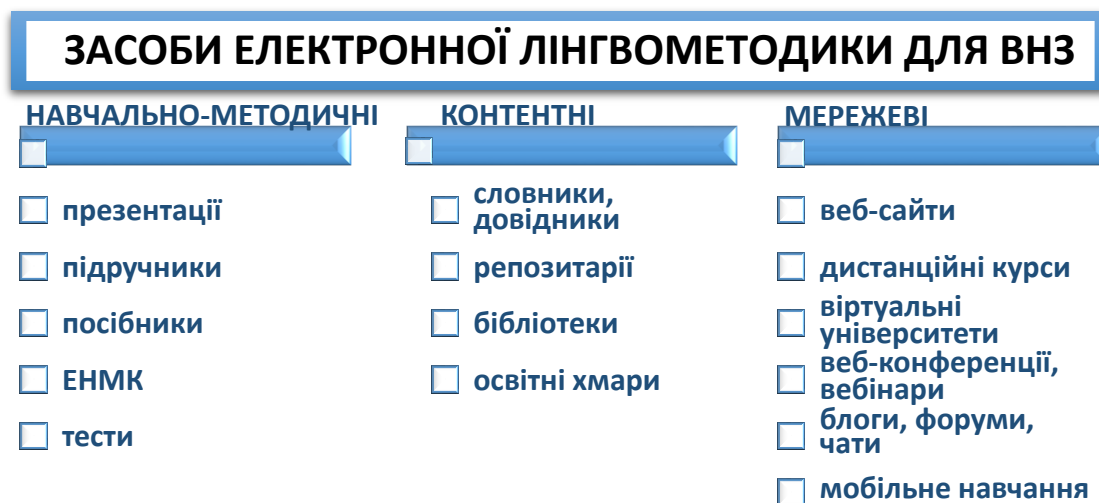 ЗАСОБИ ЕЛЕКТРОННОЇ ЛІНГВОМЕТОДИКИ ДЛЯ ВНЗ
НАВЧАЛЬНО-МЕТОДИЧНІ
презентації
підручники
посібники
ЕНМК
тести
КОНТЕНТНІ
словники,
довідники
репозитарії
бібліотеки
освітні хмари
МЕРЕЖЕВІ
веб-сайти
дистанційні курси
віртуальні
університети
веб-конференції,
вебінари
блоги, форуми,
чати
мобільне навчання